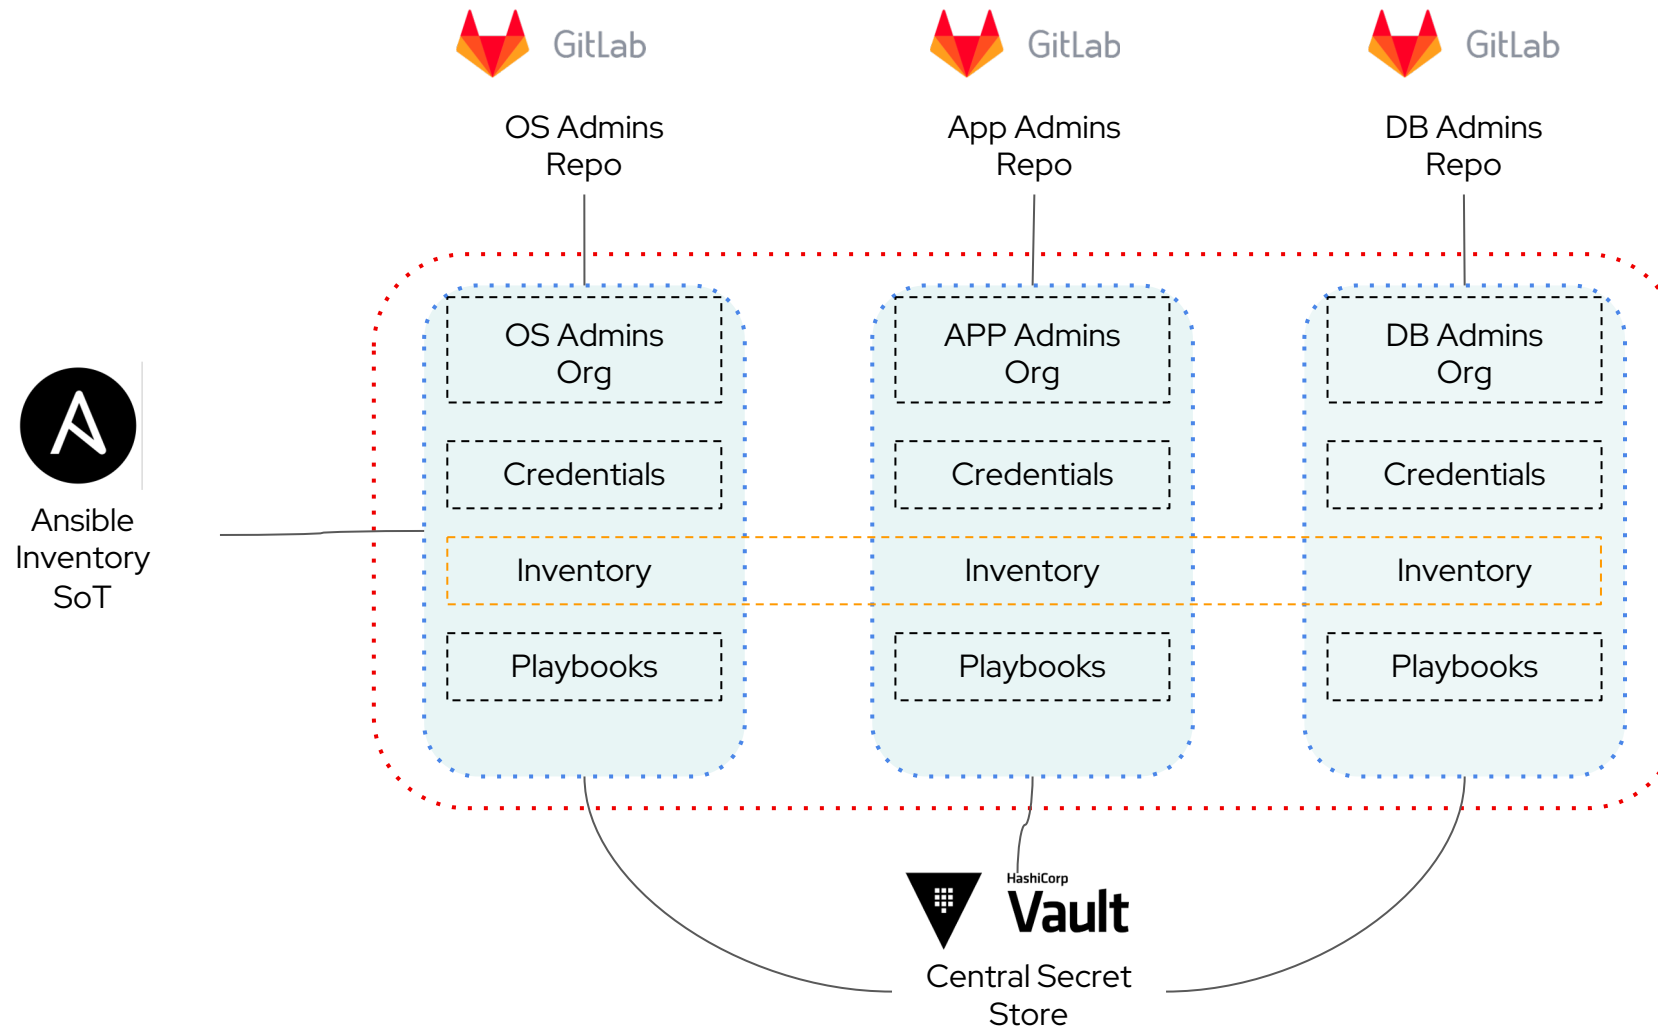 GitLab
GitLab
GitLab
OS Admins
Repo
App Admins
Repo
DB Admins
Repo
OS Admins
Org
APP Admins
Org
DB Admins
Org
Credentials
Credentials
Credentials
Ansible
Inventory
SoT
Inventory
Inventory
Inventory
Playbooks
Playbooks
Playbooks
HashiCorp
Vault
Central Secret
Store